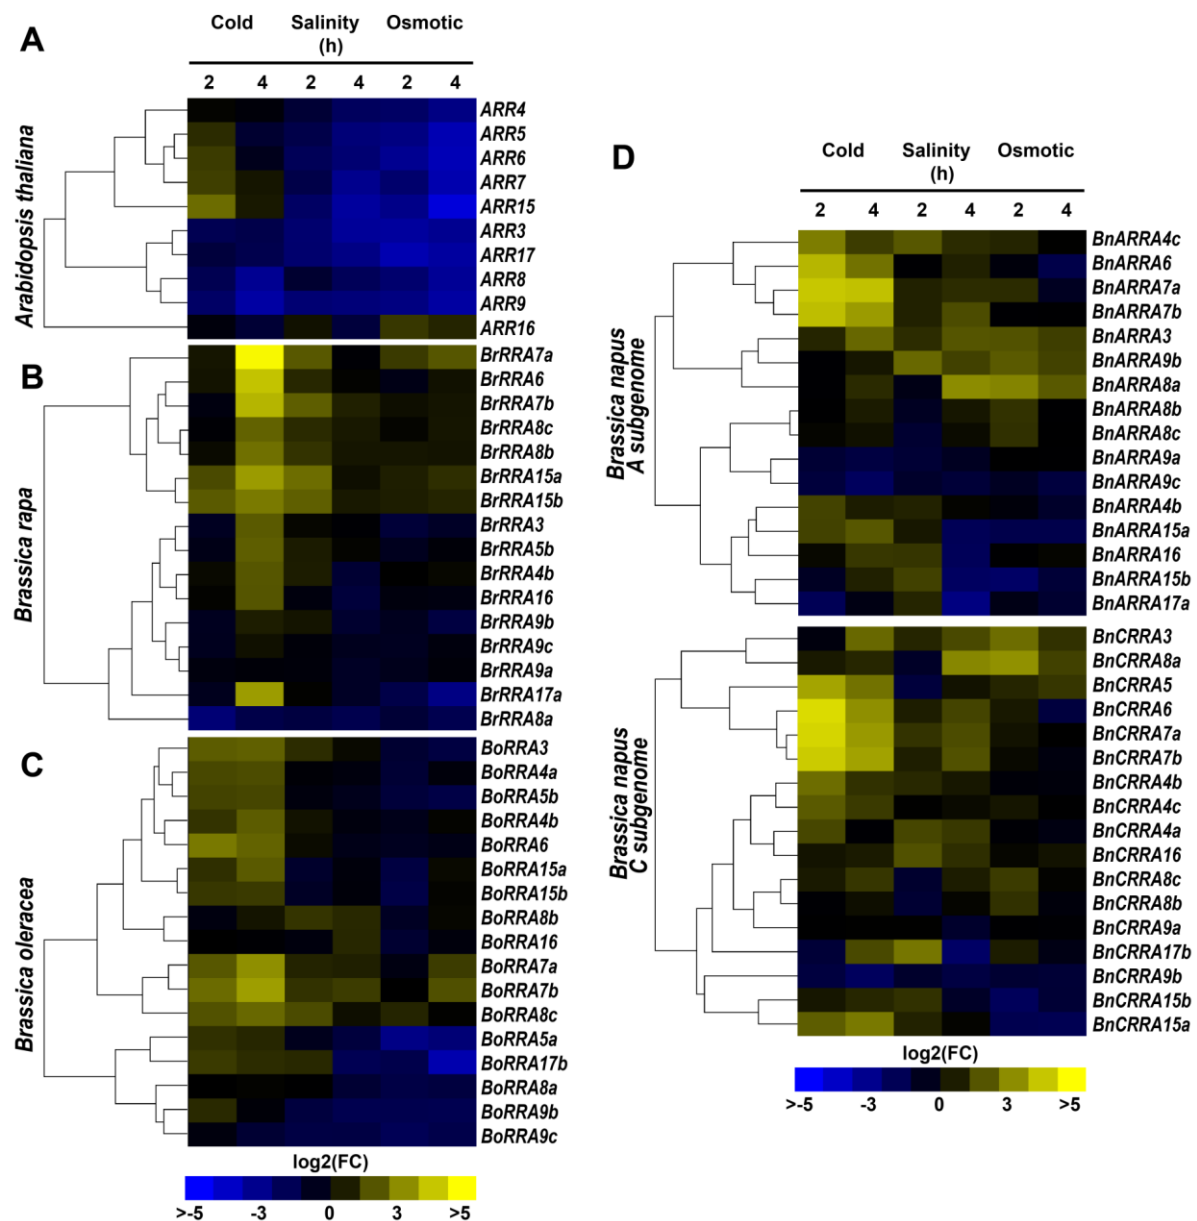 A
Cold Salinity Osmotic
(h)
2 4 2 4 2 4
Arabidopsis thaliana
ARR4
ARR5
ARR6
ARR7
ARR15
ARR3
ARR17
ARR8
ARR9
ARR16
B
Brassica rapa
BrRRA7a
BrRRA6
BrRRA7b
BrRRA8c
BrRRA8b
BrRRA15a
BrRRA15b
BrRRA3
BrRRA5b
BrRRA4b
BrRRA16
BrRRA9b
BrRRA9c
BrRRA9a
BrRRA17a
BrRRA8a
C
Brassica oleracea
BoRRA3
BoRRA4a
BoRRA5b
BoRRA4b
BoRRA6
BoRRA15a
BoRRA15b
BoRRA8b
BoRRA16
BoRRA7a
BoRRA7b
BoRRA8c
BoRRA5a
BoRRA17b
BoRRA8a
BoRRA9b
BoRRA9c
log2(FC)
>-5 -3 0 3 >5
D
Cold Salinity Osmotic
(h)
2 4 2 4 2 4
Brassica napus
A subgenome
BnARRA4c
BnARRA6
BnARRA7a
BnARRA7b
BnARRA3
BnARRA9b
BnARRA8a
BnARRA8b
BnARRA8c
BnARRA9a
BnARRA9c
BnARRA4b
BnARRA15a
BnARRA16
BnARRA15b
BnARRA17a
Brassica napus
C subgenome
BnCRRA3
BnCRRA8a
BnCRRA5
BnCRRA6
BnCRRA7a
BnCRRA7b
BnCRRA4b
BnCRRA4c
BnCRRA4a
BnCRRA16
BnCRRA8c
BnCRRA8b
BnCRRA9a
BnCRRA17b
BnCRRA9b
BnCRRA15b
BnCRRA15a
log2(FC)
>-5 -3 0 3 >5